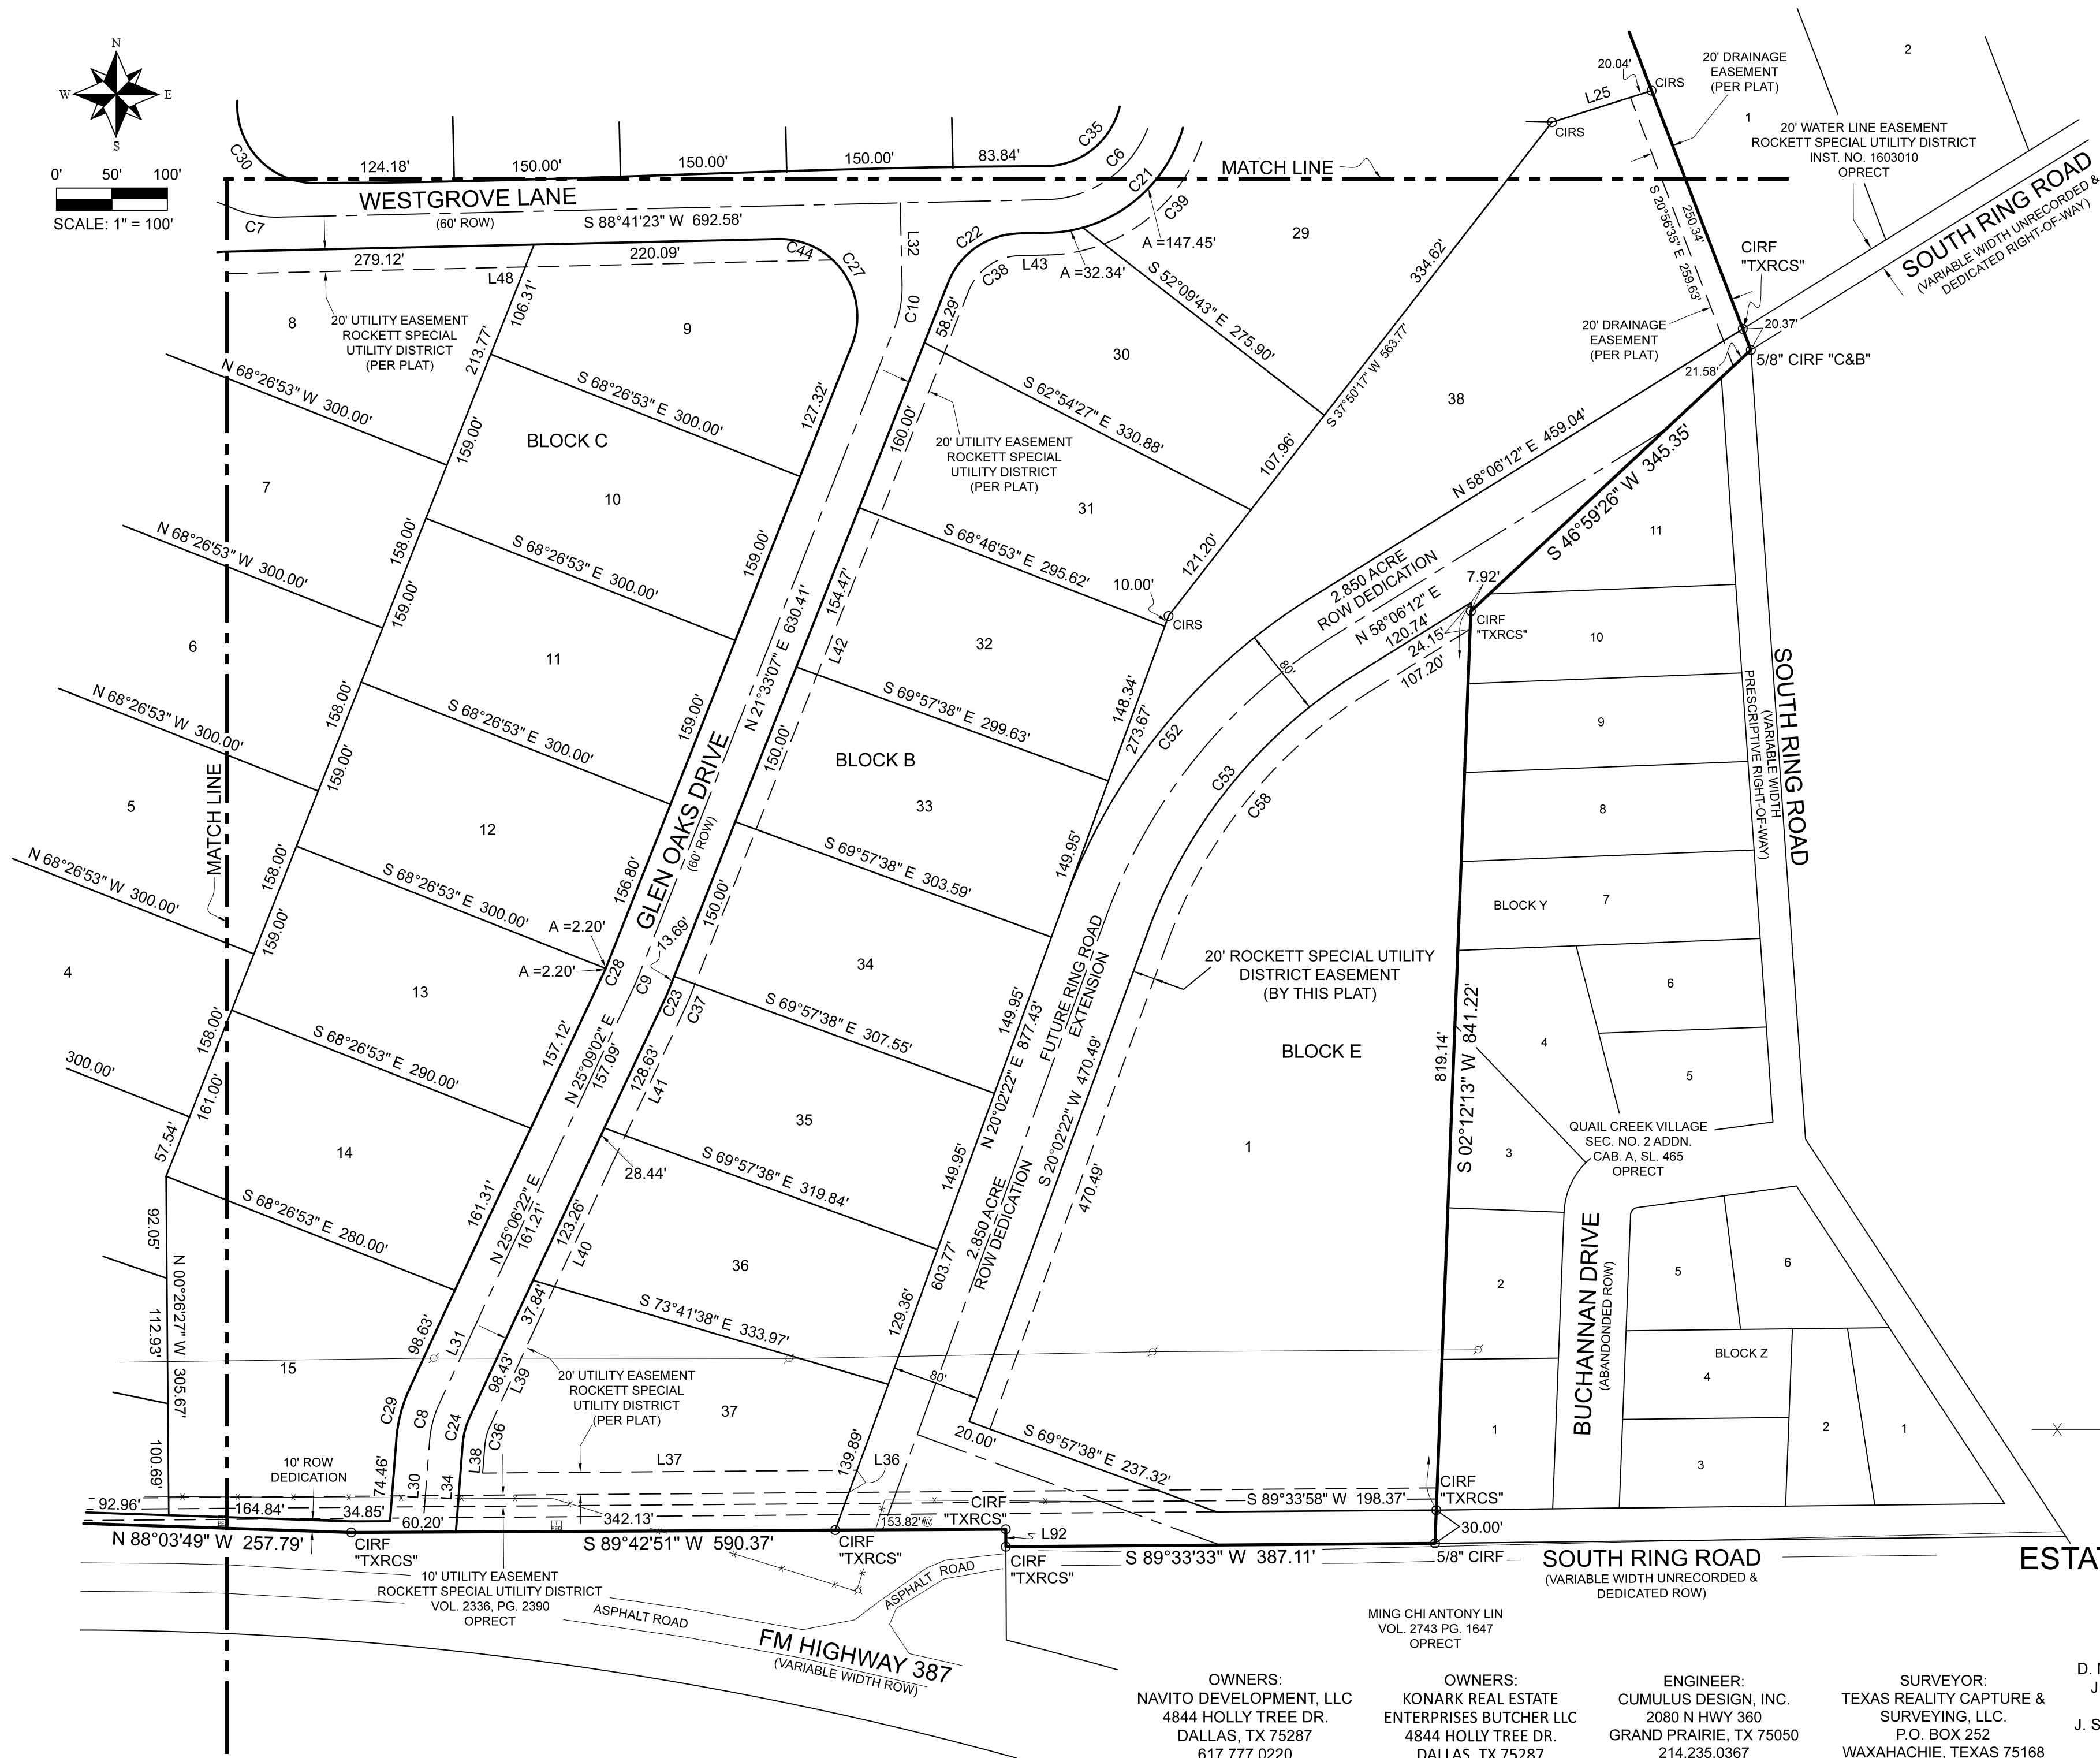 N
W
E
S
0'
50'
100'
SCALE: 1" = 100'
C30
124.18'
150.00'
150.00'
150.00'
83.84'
C35
C6
C21
C39
WESTGROVE LANE
(60' ROW)
S 88°41'23" W 692.58'
C7
MATCH LINE
L25
20.04'
CIRS
CIRS
20' DRAINAGE
EASEMENT
(PER PLAT)
1
2
20' WATER LINE EASEMENT
ROCKETT SPECIAL UTILITY DISTRICT
INST. NO. 1603010
OPRECT
SOUTH RING ROAD
(VARIABLE WIDTH UNRECORDED &
DEDICATED RIGHT-OF-WAY)
S 20°56'35" E 259.63'
250.34'
CIRF
"TXRCS"
20.37'
5/8" CIRF "C&B"
21.58'
20' DRAINAGE
EASEMENT
(PER PLAT)
279.12'
L48
220.09'
C44
C27
L32
C10
C22
C38
L43
A =32.34'
A =147.45'
29
334.62'
S 37°50'17" W 563.77'
38
8
20' UTILITY EASEMENT
ROCKETT SPECIAL
UTILITY DISTRICT
(PER PLAT)
106.31'
213.77'
9
58.29'
30
S 52°09'43" E 275.90'
N 68°26'53" W 300.00'
S 68°26'53" E 300.00'
BLOCK C
127.32'
160.00'
20' UTILITY EASEMENT
ROCKETT SPECIAL
UTILITY DISTRICT
(PER PLAT)
S 62°54'27" E 330.88'
107.96'
N 58°06'12" E 459.04'
S 46°59'26" W 345.35'
159.00'
7
10
31
N 68°26'53" W 300.00'
158.00'
S 68°26'53" E 300.00'
159.00'
S 68°46'53" E 295.62'
10.00'
121.20'
CIRS
2.850 ACRE
ROW DEDICATION
N 58°06'12" E
120.74'
24.15'
107.20'
7.92'
CIRF
"TXRCS"
11
10
9
8
7
6
5
4
3
2
1
80'
159.00'
6
11
154.47'
L42
N 21°33'07" E 630.41'
32
N 68°26'53" W 300.00'
158.00'
S 68°26'53" E 300.00'
159.00'
S 69°57'38" E 299.63'
148.34'
273.67'
C52
C53
C58
SOUTH RING ROAD
(VARIABLE WIDTH
PRESCRIPTIVE RIGHT-OF-WAY)
MATCH LINE
159.00'
5
12
GLEN OAKS DRIVE
(60' ROW)
150.00'
BLOCK B
33
N 68°26'53" W 300.00'
158.00'
S 68°26'53" E 300.00'
156.80'
S 69°57'38" E 303.59'
149.95'
BLOCK Y
159.00'
A =2.20'
A =2.20'
C28
C9
13.69'
150.00'
C23
C37
4
13
34
FUTURE RING ROAD
EXTENSION
20' ROCKETT SPECIAL UTILITY
DISTRICT EASEMENT
(BY THIS PLAT)
158.00'
S 68°26'53" E 290.00'
157.12'
N 25°09'02" E
157.09'
128.63'
L41
S 69°57'38" E 307.55'
149.95'
N 20°02'22" E 877.43'
S 20°02'22" W 470.49'
470.49'
BLOCK E
1
819.14'
S 02°12'13" W 841.22'
300.00'
161.00'
57.54'
14
35
28.44'
QUAIL CREEK VILLAGE
SEC. NO. 2 ADDN.
CAB. A, SL. 465
OPRECT
S 68°26'53" E 280.00'
161.31'
N 25°06'22" E
161.21'
123.26'
L40
S 69°57'38" E 319.84'
149.95'
603.77'
2.850 ACRE
ROW DEDICATION
92.05'
112.93'
100.69'
N 00°26'27" W 305.67'
15
36
37.84'
98.63'
L31
98.43'
L39
S 73°41'38" E 333.97'
129.36'
80'
BUCHANNAN DRIVE
(ABANDONDED ROW)
5
6
BLOCK Z
4
3
2
1
C29
C8
C24
C36
20' UTILITY EASEMENT
ROCKETT SPECIAL
UTILITY DISTRICT
(PER PLAT)
37
20.00'
S 69°57'38" E 237.32'
10' ROW
DEDICATION
74.46'
L30
L34
L38
L37
139.89'
L36
92.96'
164.84'
34.85'
60.20'
342.13'
153.82'
CIRF
"TXRCS"
S 89°33'58" W 198.37'
CIRF
"TXRCS"
30.00'
N 88°03'49" W 257.79'
CIRF
"TXRCS"
S 89°42'51" W 590.37'
CIRF
"TXRCS"
L92
CIRF
"TXRCS"
S 89°33'33" W 387.11'
5/8" CIRF
SOUTH RING ROAD
(VARIABLE WIDTH UNRECORDED &
DEDICATED ROW)
10' UTILITY EASEMENT
ROCKETT SPECIAL UTILITY DISTRICT
VOL. 2336, PG. 2390
OPRECT
ASPHALT ROAD
ASPHALT ROAD
FM HIGHWAY 387
(VARIABLE WIDTH ROW)
MING CHI ANTONY LIN
VOL. 2743 PG. 1647
OPRECT
OWNERS:
NAVITO DEVELOPMENT, LLC
4844 HOLLY TREE DR.
DALLAS, TX 75287
617.777.0220
OWNERS:
KONARK REAL ESTATE
ENTERPRISES BUTCHER LLC
4844 HOLLY TREE DR.
DALLAS, TX 75287
ENGINEER:
CUMULUS DESIGN, INC.
2080 N HWY 360
GRAND PRAIRIE, TX 75050
214.235.0367
SURVEYOR:
TEXAS REALITY CAPTURE &
SURVEYING, LLC.
P.O. BOX 252
WAXAHACHIE, TEXAS 75168